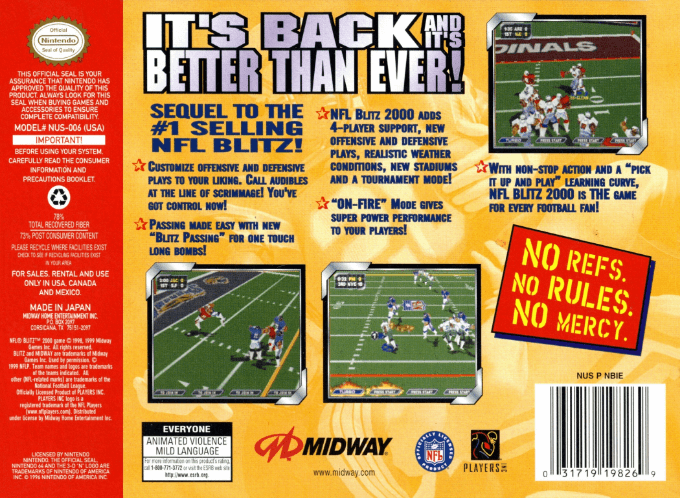 Official
Nintendo
Seal of Quality
THIS OFFICIAL SEAL IS YOUR
ASSURANCE THAT NINTENDO HAS
APPROVED THE QUALITY OF THIS
PRODUCT. ALWAYS LOOK FOR THIS
SEAL WHEN BUYING GAMES AND
ACCESSORIES TO ENSURE
COMPLETE COMPATIBILITY.
MODEL# NUS-006 (USA)
IMPORTANT!
BEFORE USING YOUR SYSTEM,
CAREFULLY READ THE CONSUMER
INFORMATION AND
PRECAUTIONS BOOKLET.
78%
TOTAL RECOVERED FIBER
73% POST CONSUMER CONTENT
PLEASE RECYCLE WHERE FACILITIES EXIST
CHECK TO SEE IF RECYCLING FACILITIES EXIST
IN YOUR AREA
FOR SALES, RENTAL AND USE
ONLY IN USA, CANADA
AND MEXICO.
MADE IN JAPAN
MIDWAY HOME ENTERTAINMENT INC.
P.O. BOX 2097
CORSICANA, TX 75151-2097
NFL® BLITZ™ 2000 game © 1998, 1999 Midway
Games Inc. All rights reserved.
BLITZ and MIDWAY are trademarks of Midway
Games Inc. Used by permission. ©
1999 NFLP. Team names and logos are trademarks
of the teams indicated. All
other (NFL-related marks) are trademarks of the
National Football League.
Officially Licensed Product of PLAYERS INC.
PLAYERS INC logo is a
registered trademark of the NFL Players
(www.nflplayers.com). Distributed
under license by Midway Home Entertainment Inc.
LICENSED BY NINTENDO
NINTENDO, THE OFFICIAL SEAL,
NINTENDO 64 AND THE 3-D "N" LOGO ARE
TRADEMARKS OF NINTENDO OF AMERICA
INC. © 1996 NINTENDO OF AMERICA INC.
IT'S BACK AND IT'S
BETTER THAN EVER!
SEQUEL TO THE
#1 SELLING
NFL BLITZ!
CUSTOMIZE OFFENSIVE AND DEFENSIVE
PLAYS TO YOUR LIKING. CALL AUDIBLES
AT THE LINE OF SCRIMMAGE! YOU'VE
GOT CONTROL NOW!
PASSING MADE EASY WITH NEW
"BLITZ PASSING" FOR ONE TOUCH
LONG BOMBS!
NFL BLITZ 2000 ADDS
4-PLAYER SUPPORT, NEW
OFFENSIVE AND DEFENSIVE
PLAYS, REALISTIC WEATHER
CONDITIONS, NEW STADIUMS
AND A TOURNAMENT MODE!
"ON-FIRE" MODE GIVES
SUPER POWER PERFORMANCE
TO YOUR PLAYERS!
DINALS
TURBO PRESS START PRESS START PRESS START
WITH NON-STOP ACTION AND A "PICK
IT UP AND PLAY" LEARNING CURVE,
NFL BLITZ 2000 IS THE GAME
FOR EVERY FOOTBALL FAN!
NO REFS.
NO RULES.
NO MERCY.
NUS P NBIE
0 31719 19826 9
EVERYONE
ANIMATED VIOLENCE
MILD LANGUAGE
For more information on this product's rating,
call 1-800-771-3772 or visit the ESRB web site
http://www.esrb.org.
MIDWAY
www.midway.com
OFFICIALLY LICENSED
NFL
PRODUCT
PLAYERS INC